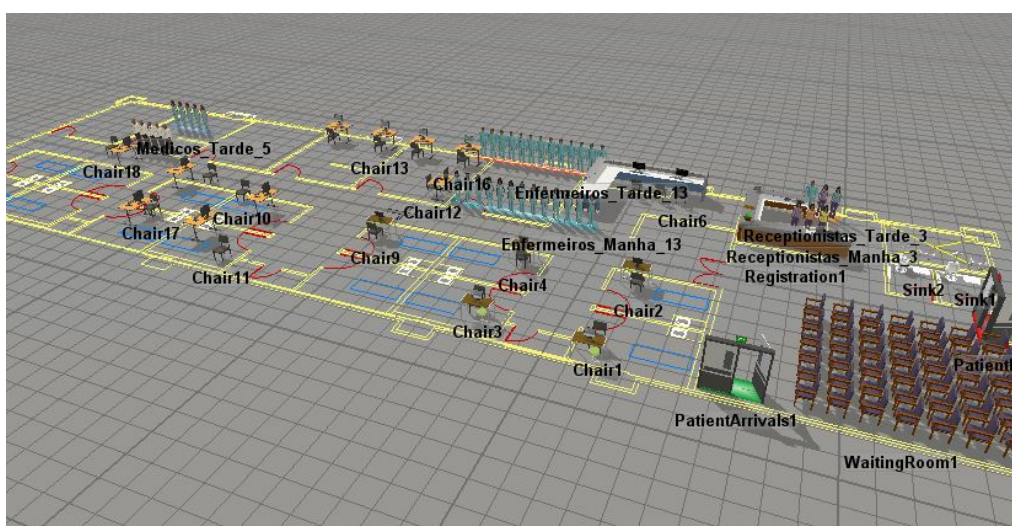 Medicos_Tarde_5
Chair18
Chair13
Chair16
Enfermeiros_Tarde_13
Chair10
Chair12
Chair6
Chair17
Enfermeiros_Manha_13
Receptionistas_Tarde_3
Chair9
Receptionistas_Manha_3
Chair11
Chair4
Registration1
Sink2
Sink1
Chair2
Chair3
Chair1
PatientArrivals1
WaitingRoom1